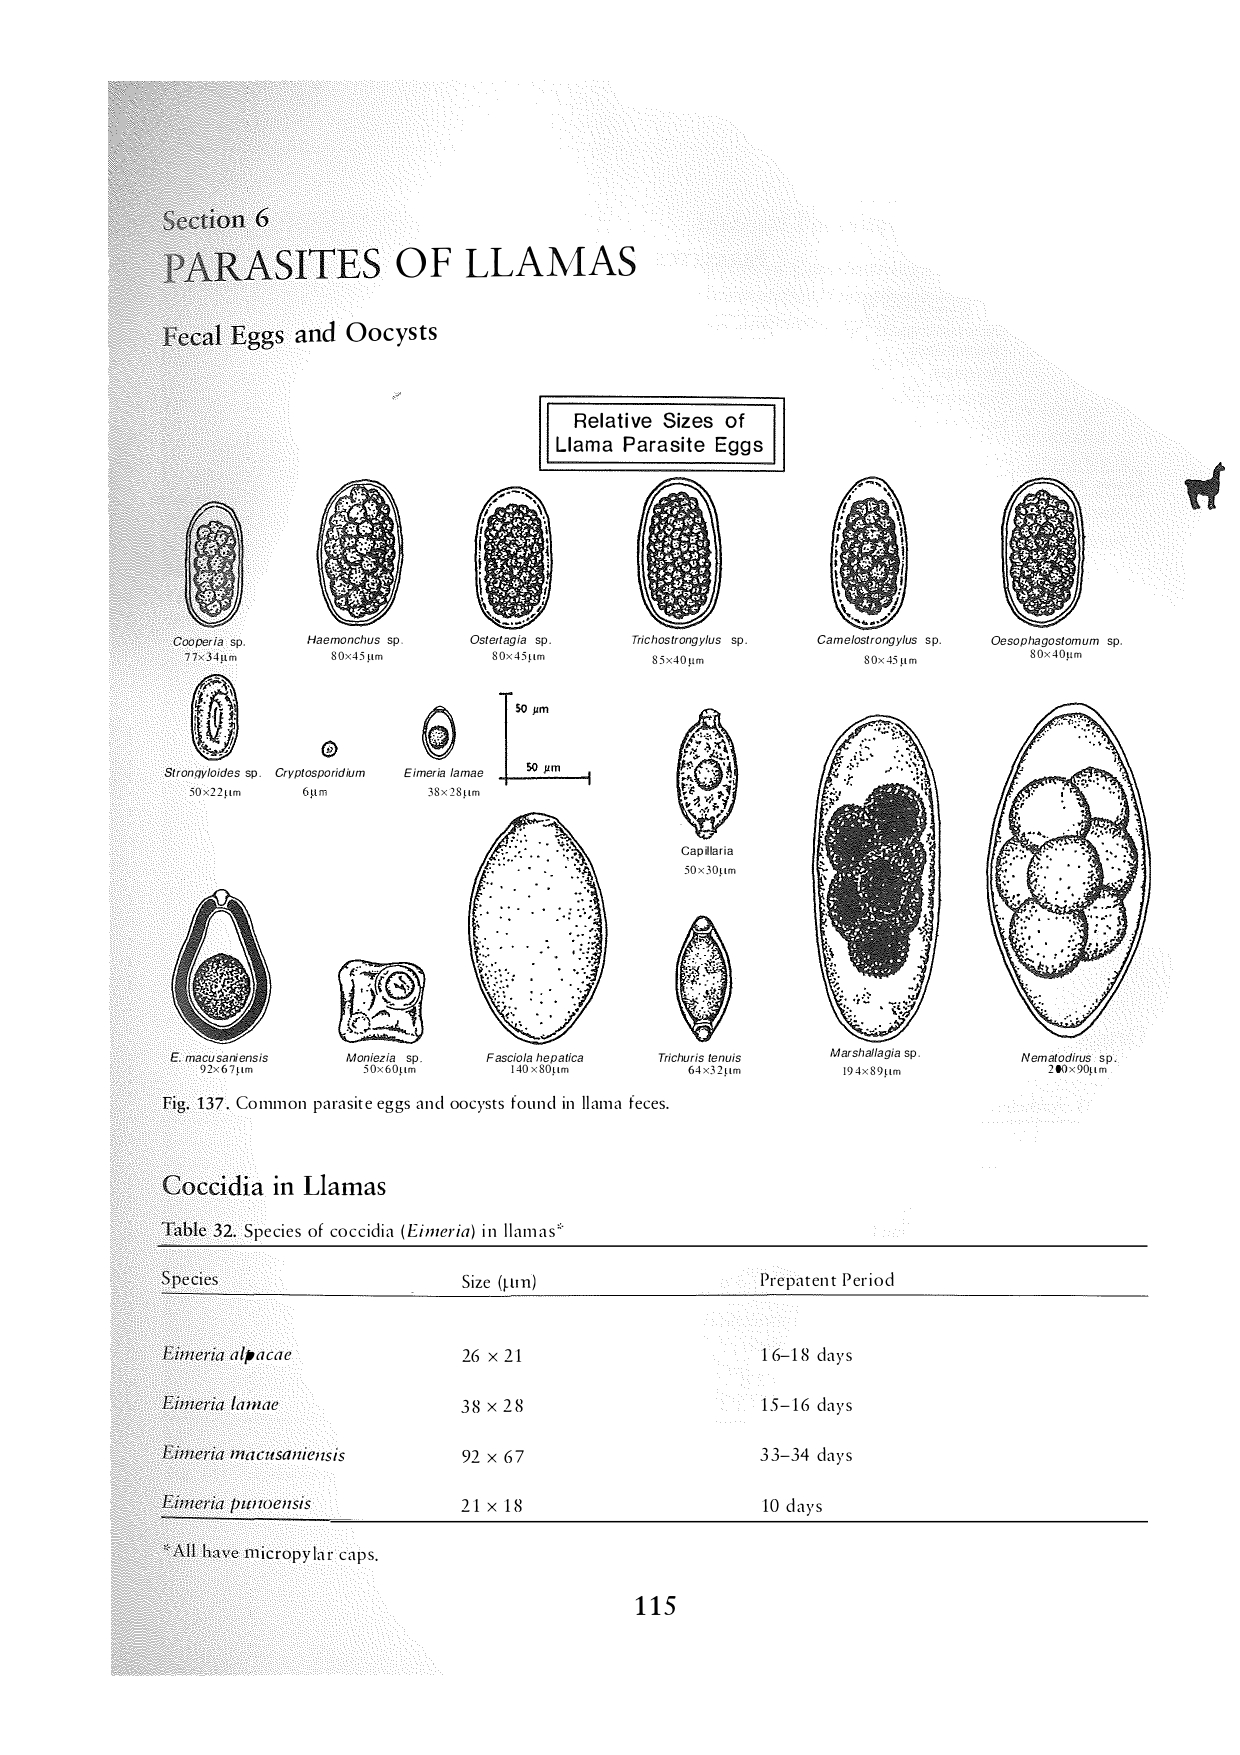 Section 6
PARASITES OF LLAMAS
Fecal Eggs and Oocysts
Relative Sizes of
Llama Parasite Eggs
Cooperia sp. Haemonchus sp. Ostertagia sp. Trichostrongylus sp. Camelostrongylus sp. Oesophagostomum sp.
77×34µm 80×45µm 80×45µm 85×40µm 80×45µm 80×40µm
50 µm
50 µm
Strongyloides sp. Cryptosporidium Eimeria lamae
50×22µm 6µm 38×28µm
Capillaria
50×30µm
E. macusaniensis Moniezia sp. Fasciola hepatica Trichuris tenuis Marshallagia sp. Nematodirus sp.
92×67µm 50×60µm 140×80µm 64×32µm 194×89µm
Fig. 137. Common parasite eggs and oocysts found in llama feces.
Coccidia in Llamas
Table 32. Species of coccidia (Eimeria) in llamas*
Species Size (µm) Prepatent Period
Eimeria alpacae 26 × 21 16–18 days
Eimeria lamae 38 × 28 15–16 days
Eimeria macusaniensis 92 × 67 33–34 days
Eimeria punoensis 21 × 18 10 days
*All have micropylar caps.
115